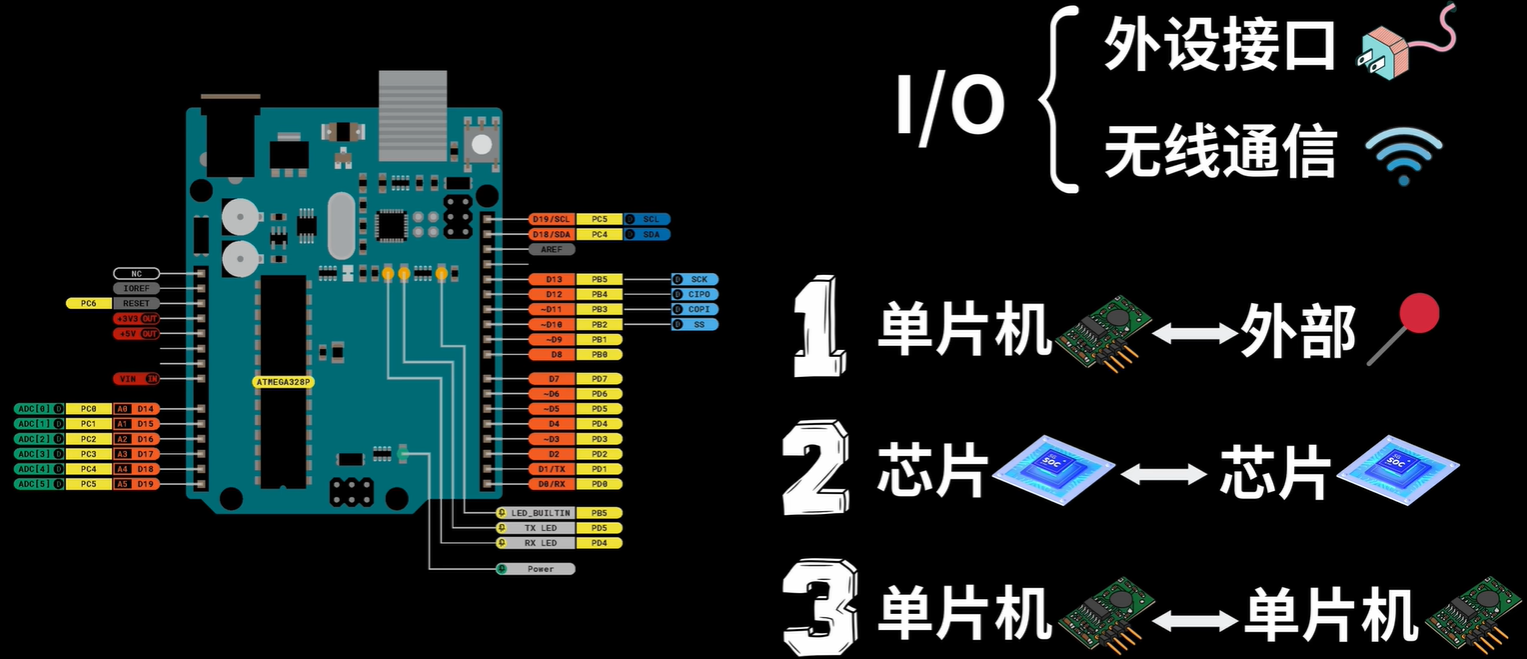 I/O
外设接口
无线通信
NC
IOREF
PC6 RESET
+3V3 OUT
+5V OUT
VIN IN
ADC[0] D PC0 A0 D14
ADC[1] D PC1 A1 D15
ADC[2] D PC2 A2 D16
ADC[3] D PC3 A3 D17
ADC[4] D PC4 A4 D18
ADC[5] D PC5 A5 D19
ATMEGA328P
D19/SCL PC5 D SCL
D18/SDA PC4 D SDA
AREF
D13 PB5 D SCK
D12 PB4 D CIPO
~D11 PB3 D COPI
~D10 PB2 D SS
~D9 PB1
D8 PB0
D7 PD7
~D6 PD6
~D5 PD5
D4 PD4
~D3 PD3
D2 PD2
D1/TX PD1
D0/RX PD0
LED_BUILTIN PB5
TX LED PD5
RX LED PD4
Power
1 单片机 外部
2 芯片 SOC 芯片 SOC
3 单片机 单片机